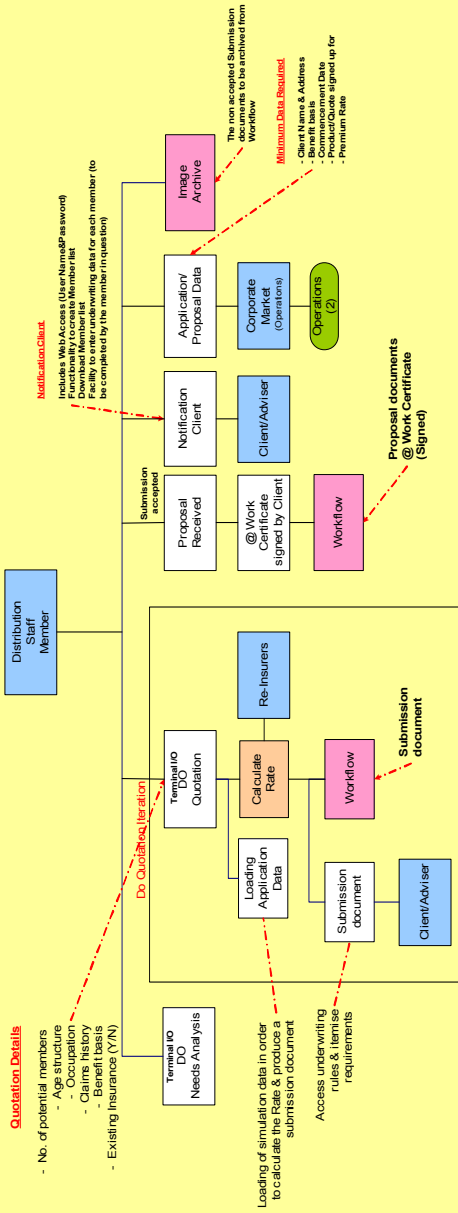 Distribution
Staff
Member
Quotation Details
- No. of potential members
- Age structure
- Occupation
- Claims history
- Benefit basis
- Existing Insurance (Y/N)
Do Quotation Iteration
Terminal I/O
DO
Needs Analysis
Terminal I/O
DO
Quotation
Loading
Application
Data
Calculate
Rate
Re-Insurers
Submission
document
Workflow
Client/Adviser
Loading of simulation data in order
to calculate the Rate & produce a
submission document
Access underwriting
rules & itemise
requirements
Submission
document
Submission
accepted
Proposal
Received
@ Work
Certificate
signed by Client
Workflow
Proposal documents
@ Work Certificate
(Signed)
Notification Client
Includes Web Access (User Name&Password)
Functionality to create Member list
Download Member list
Facility to enter underwriting data for each member (to
be completed by the member in question)
Notification
Client
Client/Adviser
Application/
Proposal Data
Corporate
Market
(Operations)
Operations
(2)
Minimum Data Required
- Client Name & Address
- Benefit basis
- Commencement Date
- Product/Quote signed up for
- Premium Rate
Image
Archive
The non accepted Submission
documents to be archived from
Workflow